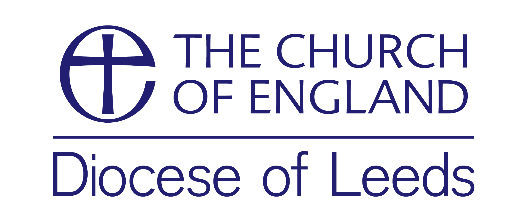 THE CHURCH
OF ENGLAND
Diocese of Leeds